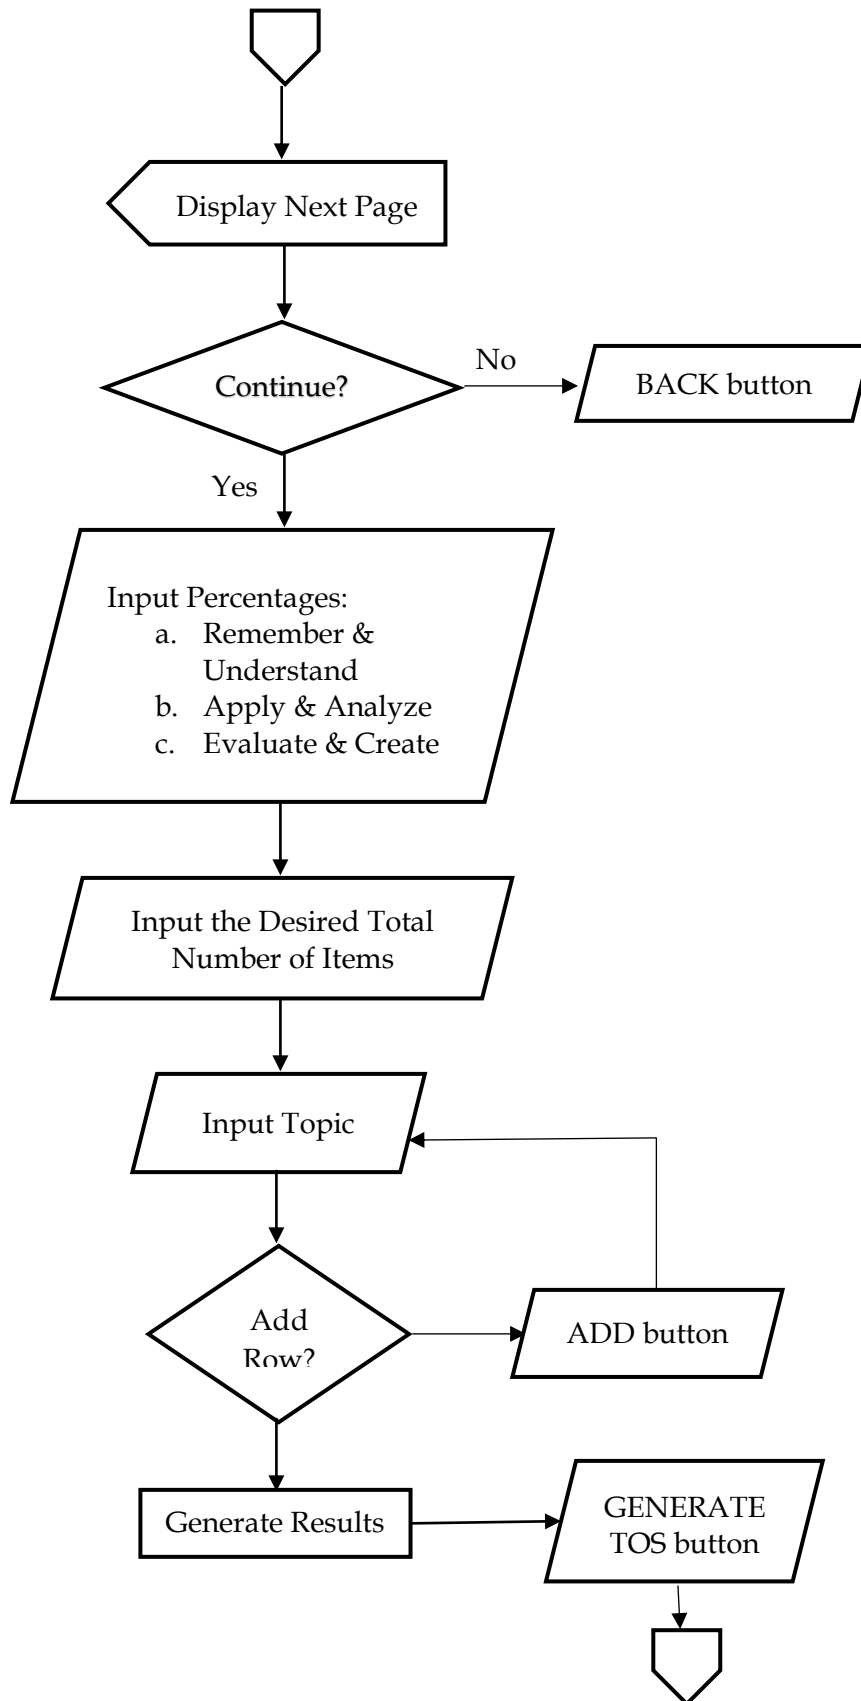 Display Next Page
Continue?
No
BACK button
Yes
Input Percentages:
a. Remember &
Understand
b. Apply & Analyze
c. Evaluate & Create
Input the Desired Total
Number of Items
Input Topic
Add
Row?
ADD button
Generate Results
GENERATE
TOS button